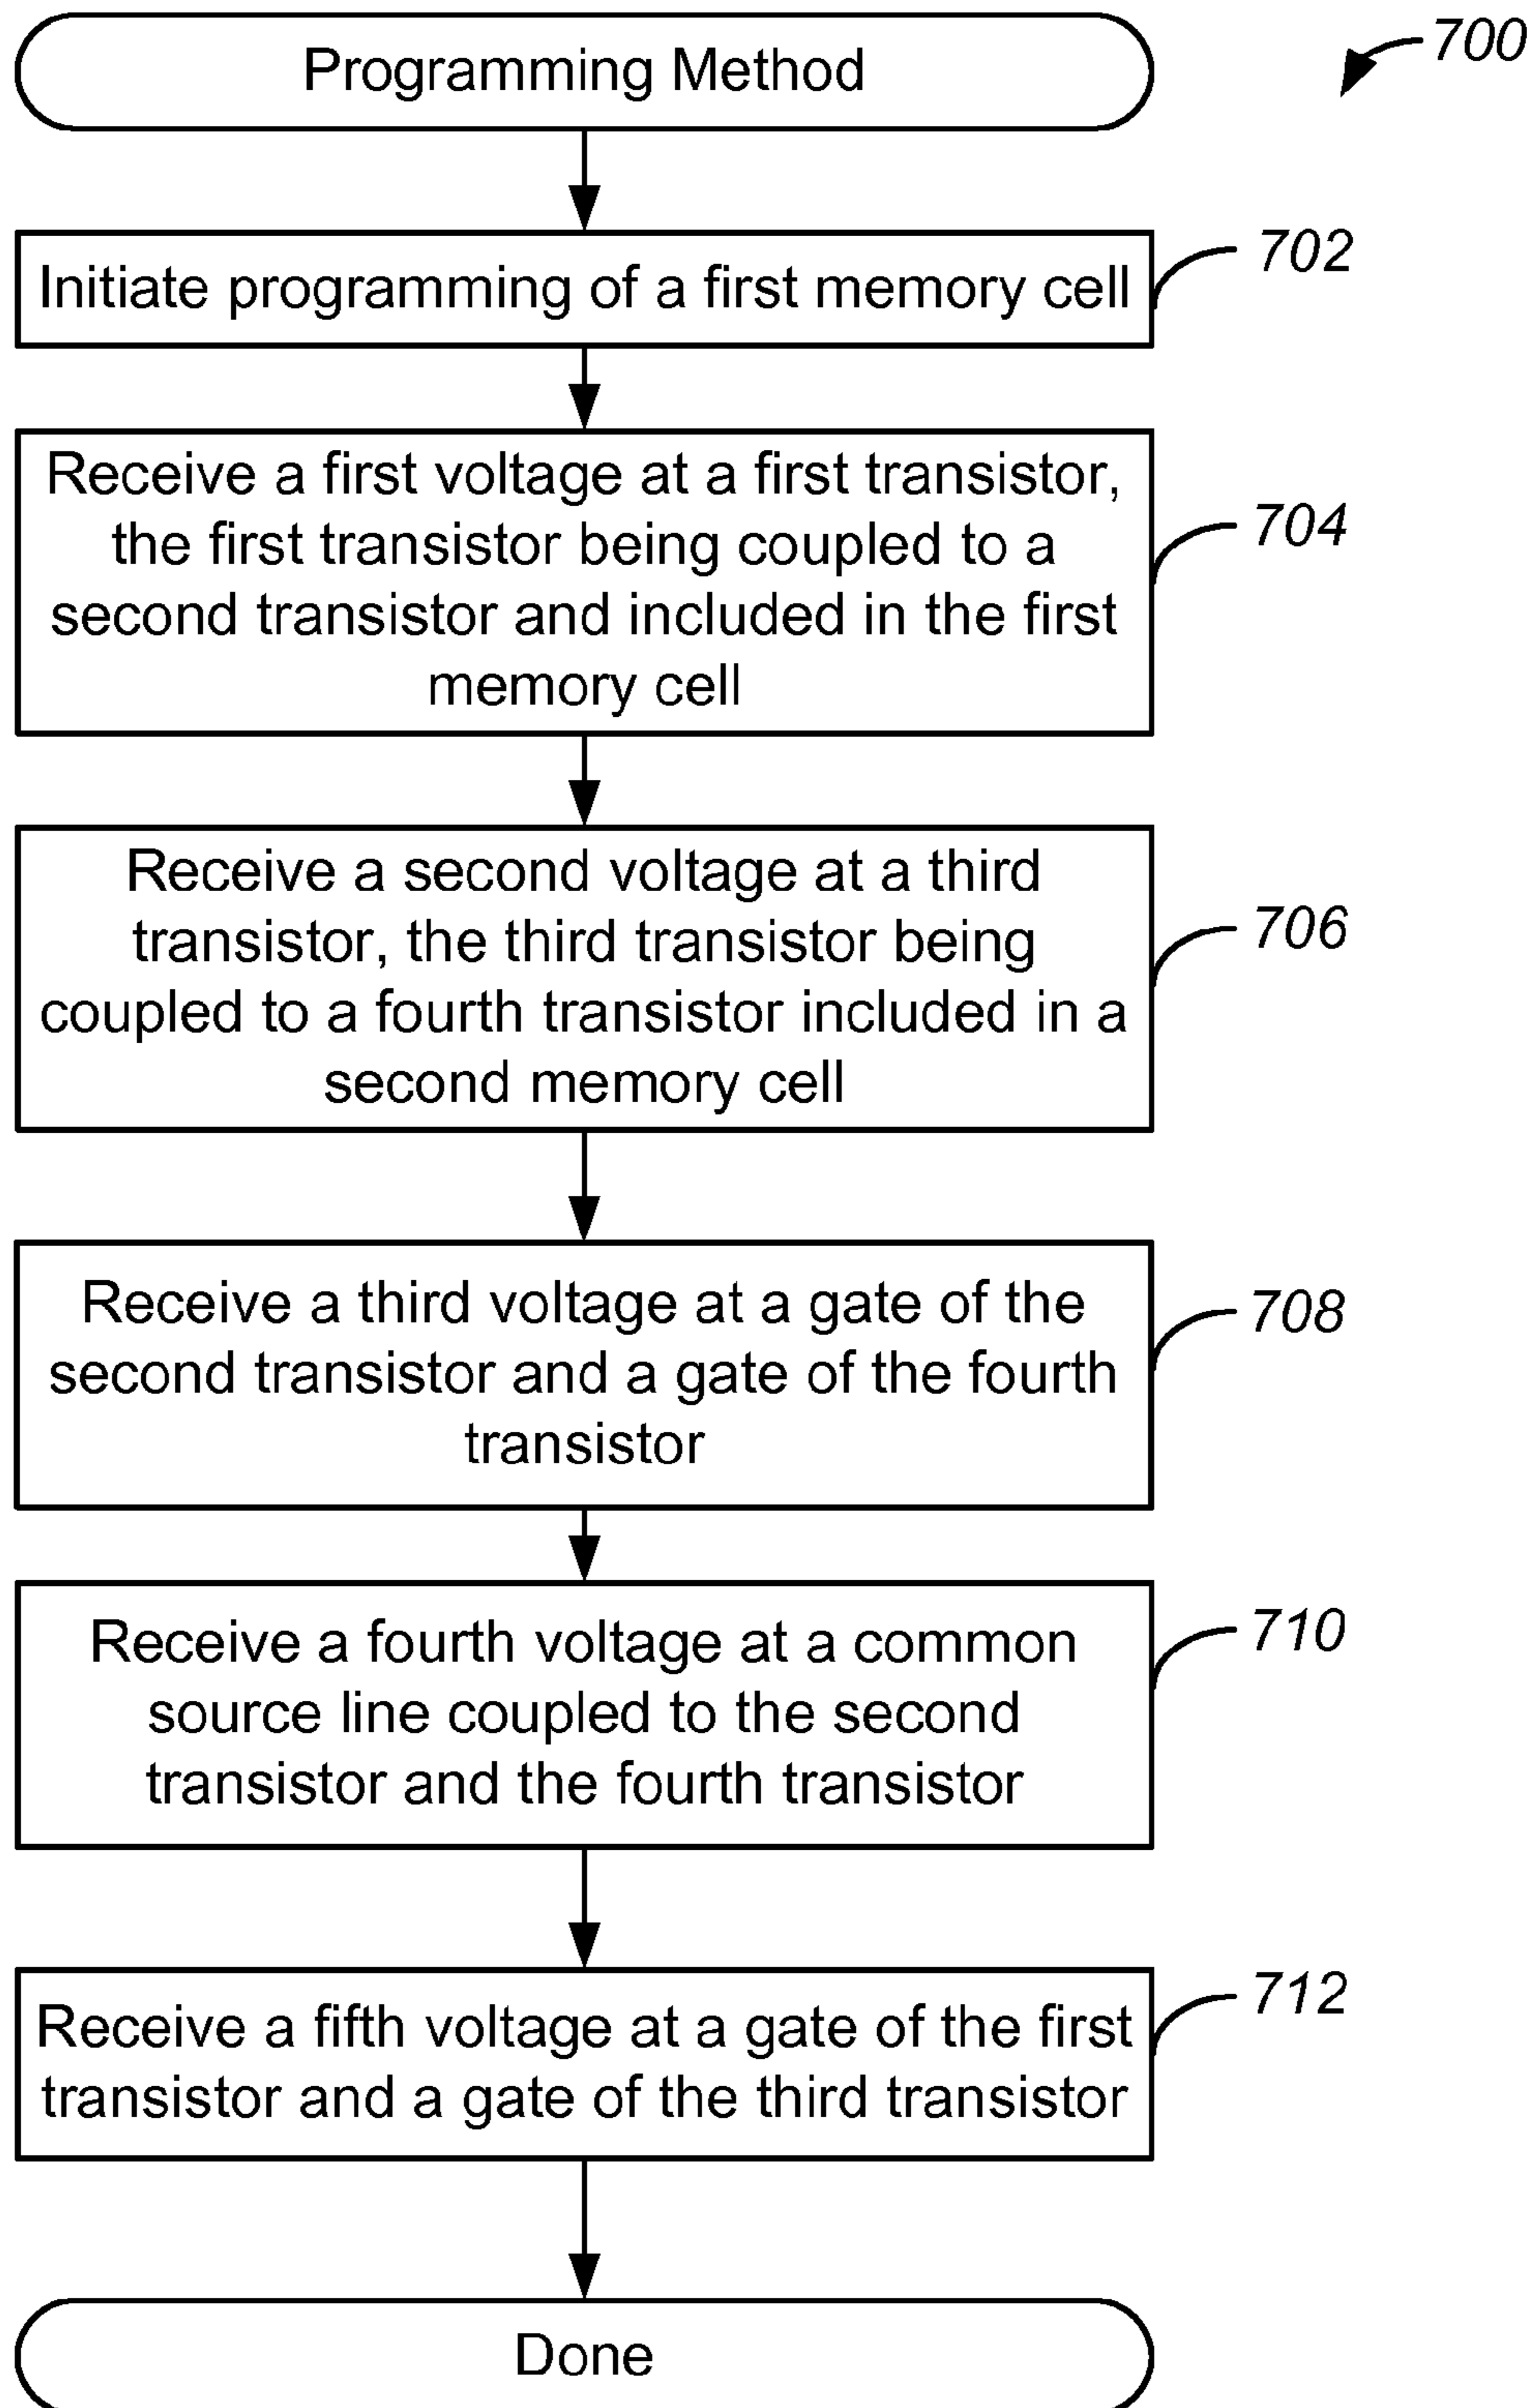 Programming Method
700
Initiate programming of a first memory cell
702
Receive a first voltage at a first transistor,
the first transistor being coupled to a
second transistor and included in the first
memory cell
704
Receive a second voltage at a third
transistor, the third transistor being
coupled to a fourth transistor included in a
second memory cell
706
Receive a third voltage at a gate of the
second transistor and a gate of the fourth
transistor
708
Receive a fourth voltage at a common
source line coupled to the second
transistor and the fourth transistor
710
Receive a fifth voltage at a gate of the first
transistor and a gate of the third transistor
712
Done